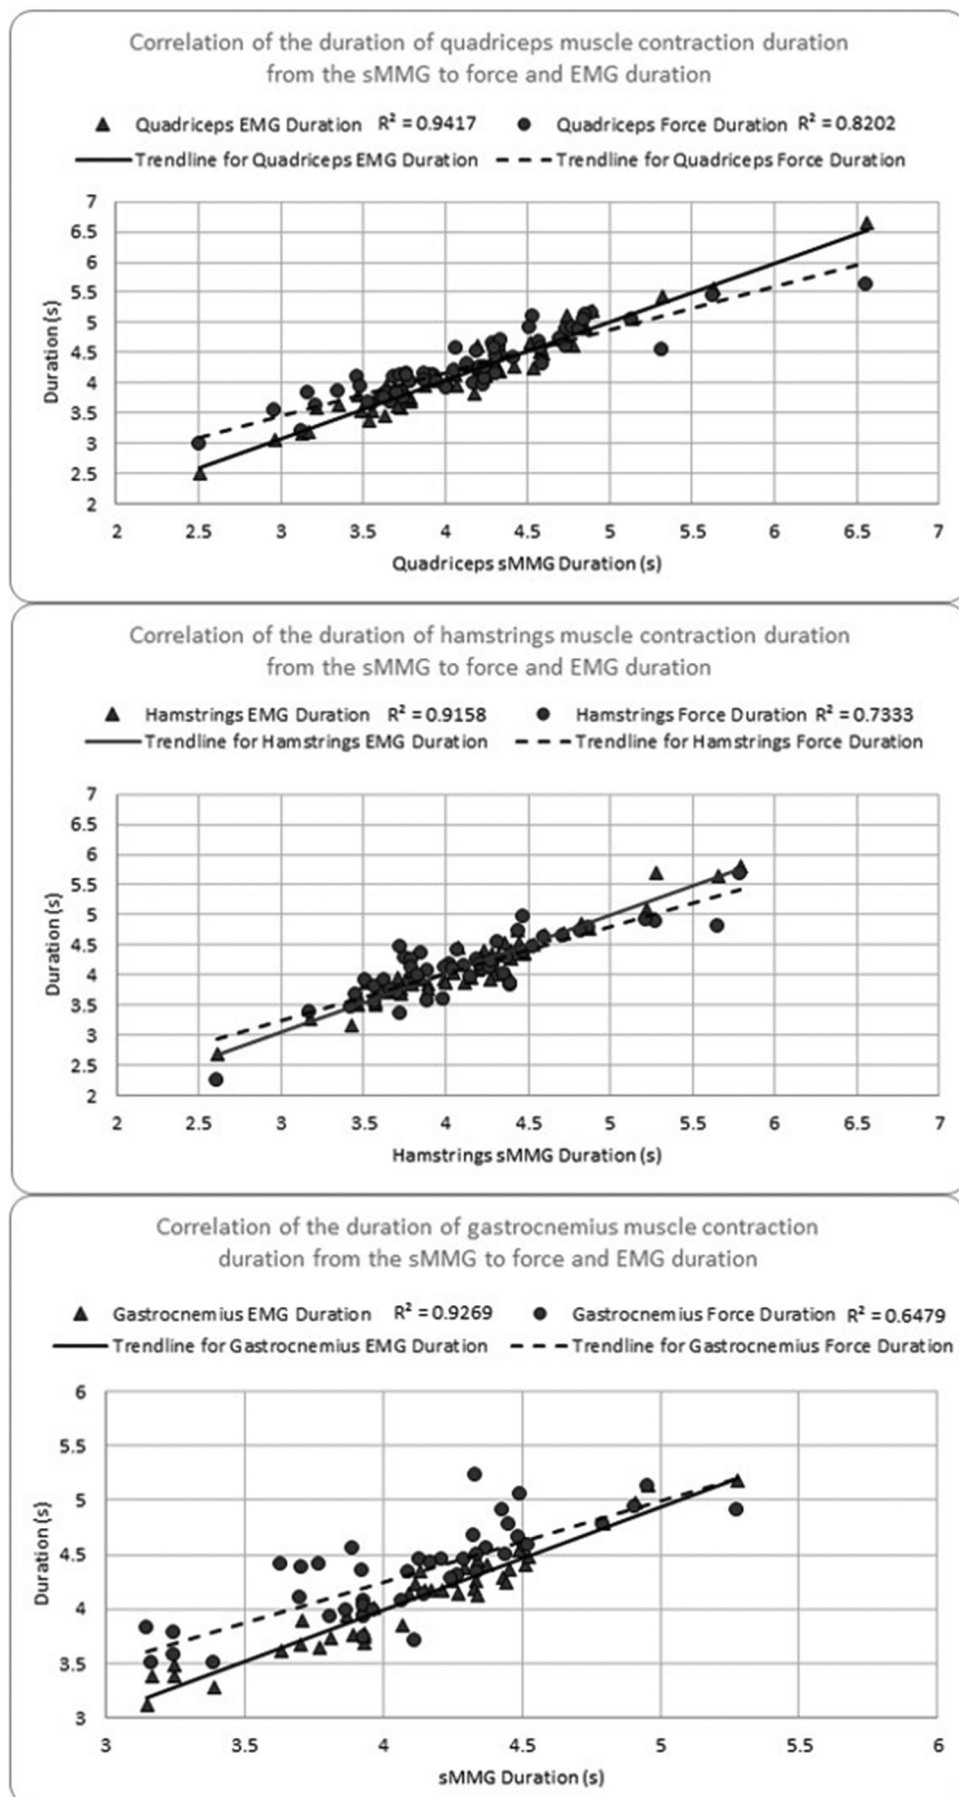 Correlation of the duration of quadriceps muscle contraction duration
from the sMMG to force and EMG duration
Quadriceps EMG Duration R² = 0.9417 Quadriceps Force Duration R² = 0.8202
Trendline for Quadriceps EMG Duration Trendline for Quadriceps Force Duration
7
6.5
6
5.5
5
4.5
4
3.5
3
2.5
2
Duration (s)
2 2.5 3 3.5 4 4.5 5 5.5 6 6.5 7
Quadriceps sMMG Duration (s)
Correlation of the duration of hamstrings muscle contraction duration
from the sMMG to force and EMG duration
Hamstrings EMG Duration R² = 0.9158 Hamstrings Force Duration R² = 0.7333
Trendline for Hamstrings EMG Duration Trendline for Hamstrings Force Duration
7
6.5
6
5.5
5
4.5
4
3.5
3
2.5
2
Duration (s)
2 2.5 3 3.5 4 4.5 5 5.5 6 6.5 7
Hamstrings sMMG Duration (s)
Correlation of the duration of gastrocnemius muscle contraction
duration from the sMMG to force and EMG duration
Gastrocnemius EMG Duration R² = 0.9269 Gastrocnemius Force Duration R² = 0.6479
Trendline for Gastrocnemius EMG Duration Trendline for Gastrocnemius Force Duration
6
5.5
5
4.5
4
3.5
3
Duration (s)
3 3.5 4 4.5 5 5.5 6
sMMG Duration (s)